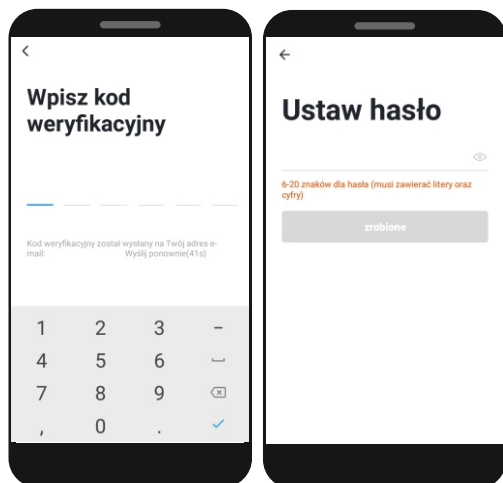 Wpisz kod
weryfikacyjny
Kod weryfikacyjny został wysłany na Twój adres e-
mail: Wyślij ponownie(41s)
1 2 3 –
4 5 6
7 8 9
, 0 .
Ustaw hasło
6-20 znaków dla hasła (musi zawierać litery oraz
cyfry)
zrobione